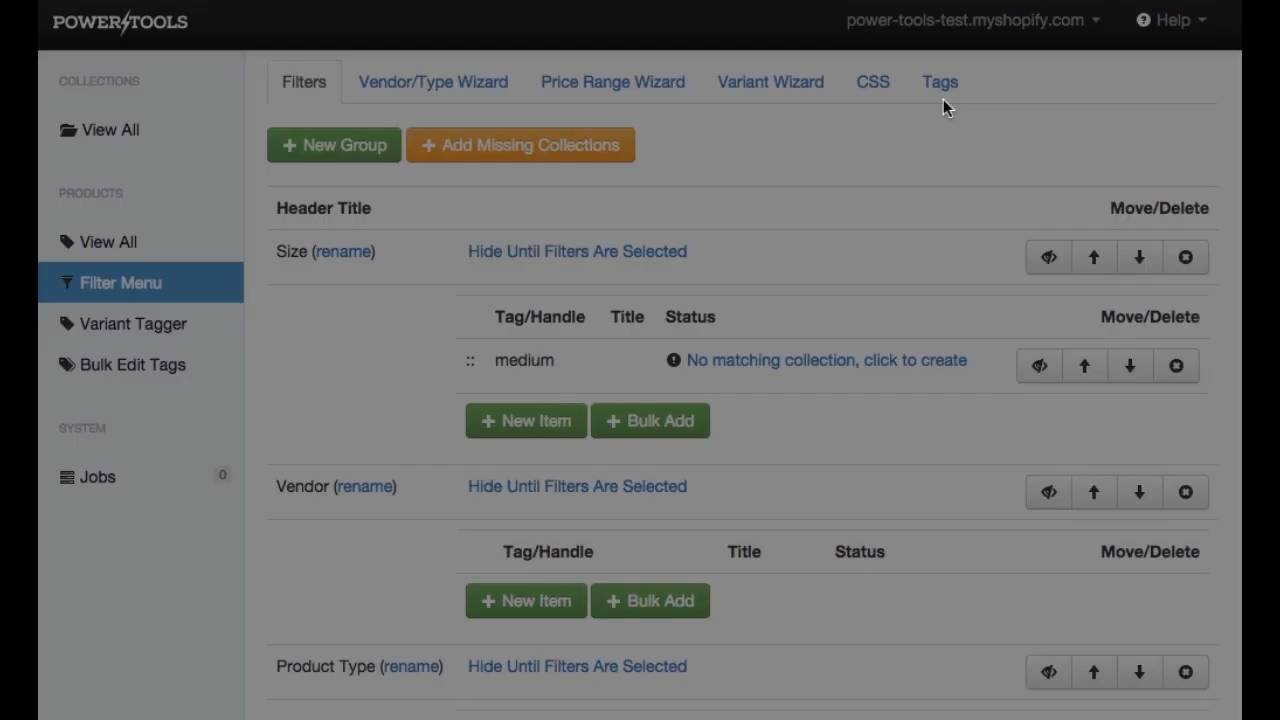 POWER TOOLS
power-tools-test.myshopify.com
Help
COLLECTIONS
View All
PRODUCTS
View All
Filter Menu
Variant Tagger
Bulk Edit Tags
SYSTEM
Jobs 0
Filters Vendor/Type Wizard Price Range Wizard Variant Wizard CSS Tags
+ New Group + Add Missing Collections
Header Title Move/Delete
Size (rename) Hide Until Filters Are Selected
Tag/Handle Title Status Move/Delete
:: medium No matching collection, click to create
+ New Item + Bulk Add
Vendor (rename) Hide Until Filters Are Selected
Tag/Handle Title Status Move/Delete
+ New Item + Bulk Add
Product Type (rename) Hide Until Filters Are Selected